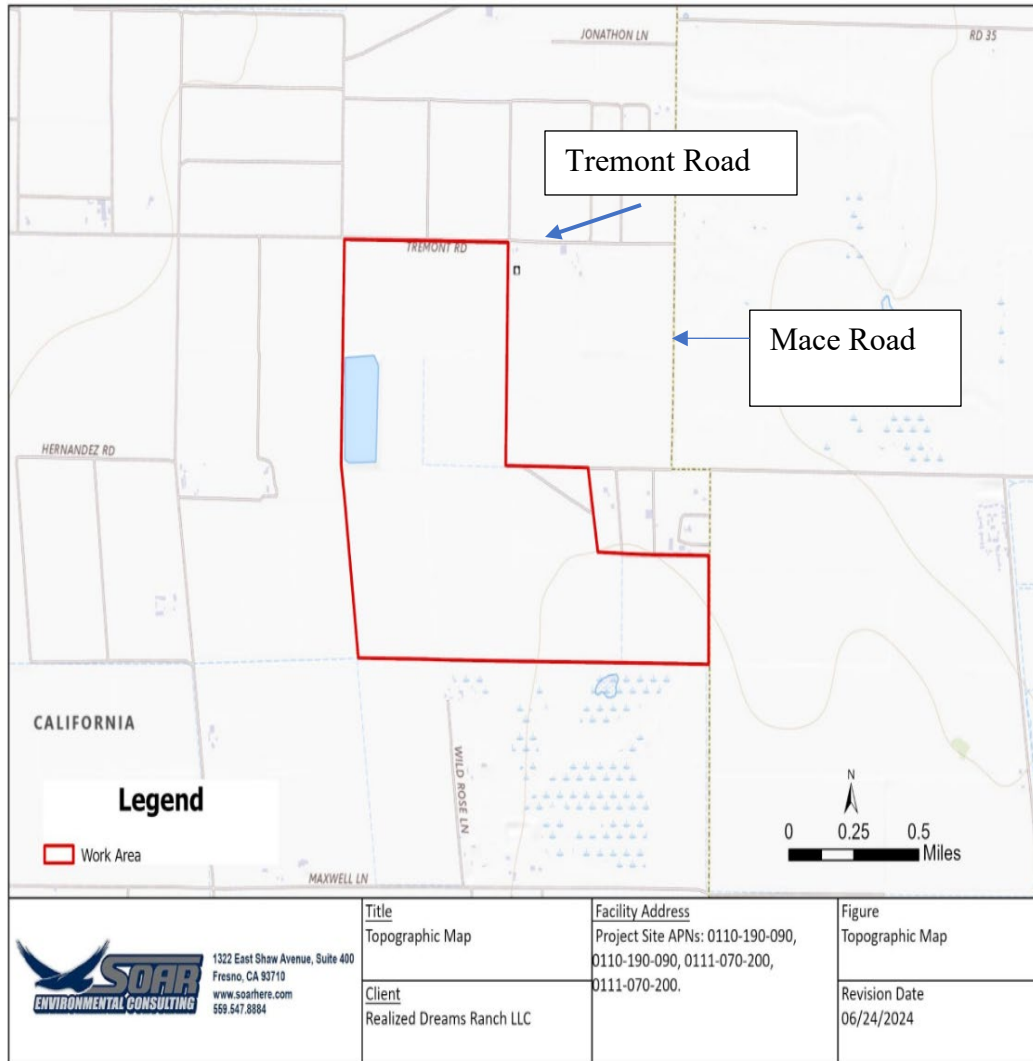 JONATHON LN
RD 35
Tremont Road
TREMONT RD
Mace Road
HERNANDEZ RD
CALIFORNIA
WILD ROSE LN
Legend
Work Area
N
0 0.25 0.5
Miles
MAXWELL LN
SOAR
ENVIRONMENTAL CONSULTING
1322 East Shaw Avenue, Suite 400
Fresno, CA 93710
www.soarhere.com
559.547.8884
Title
Topographic Map
Client
Realized Dreams Ranch LLC
Facility Address
Project Site APNs: 0110-190-090,
0110-190-090, 0111-070-200,
0111-070-200.
Figure
Topographic Map
Revision Date
06/24/2024